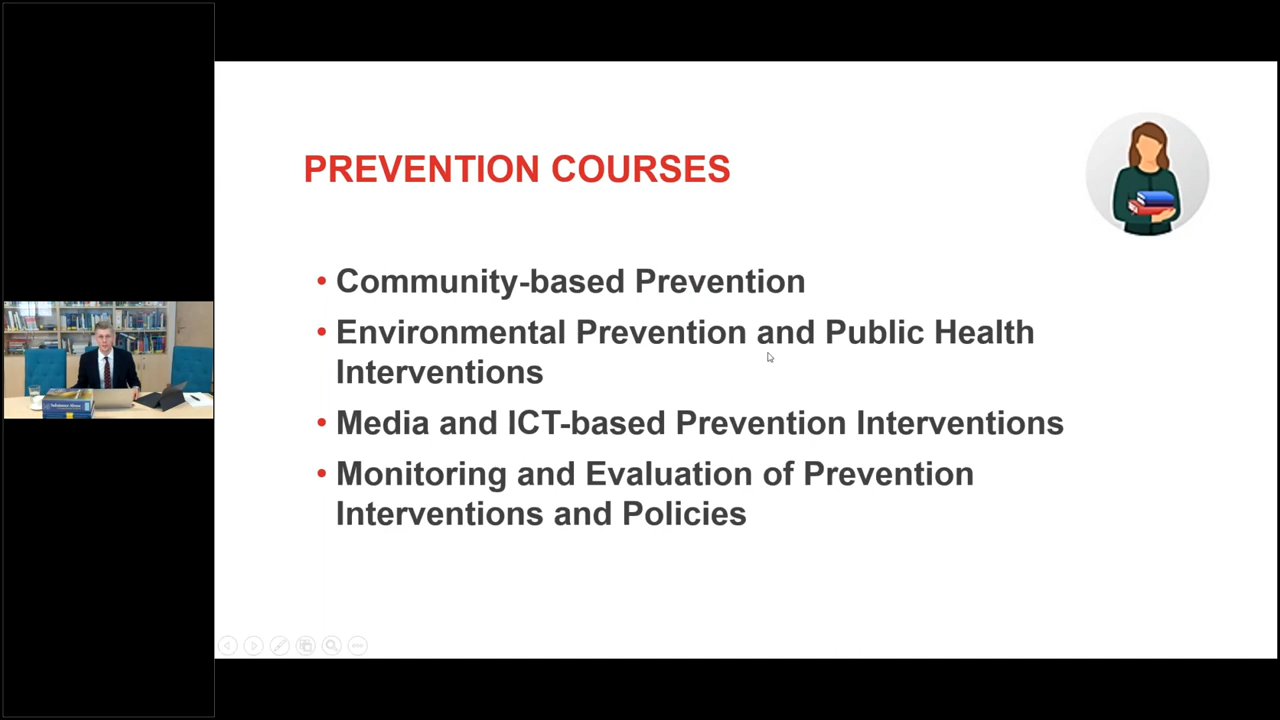 PREVENTION COURSES
• Community-based Prevention
• Environmental Prevention and Public Health
Interventions
• Media and ICT-based Prevention Interventions
• Monitoring and Evaluation of Prevention
Interventions and Policies